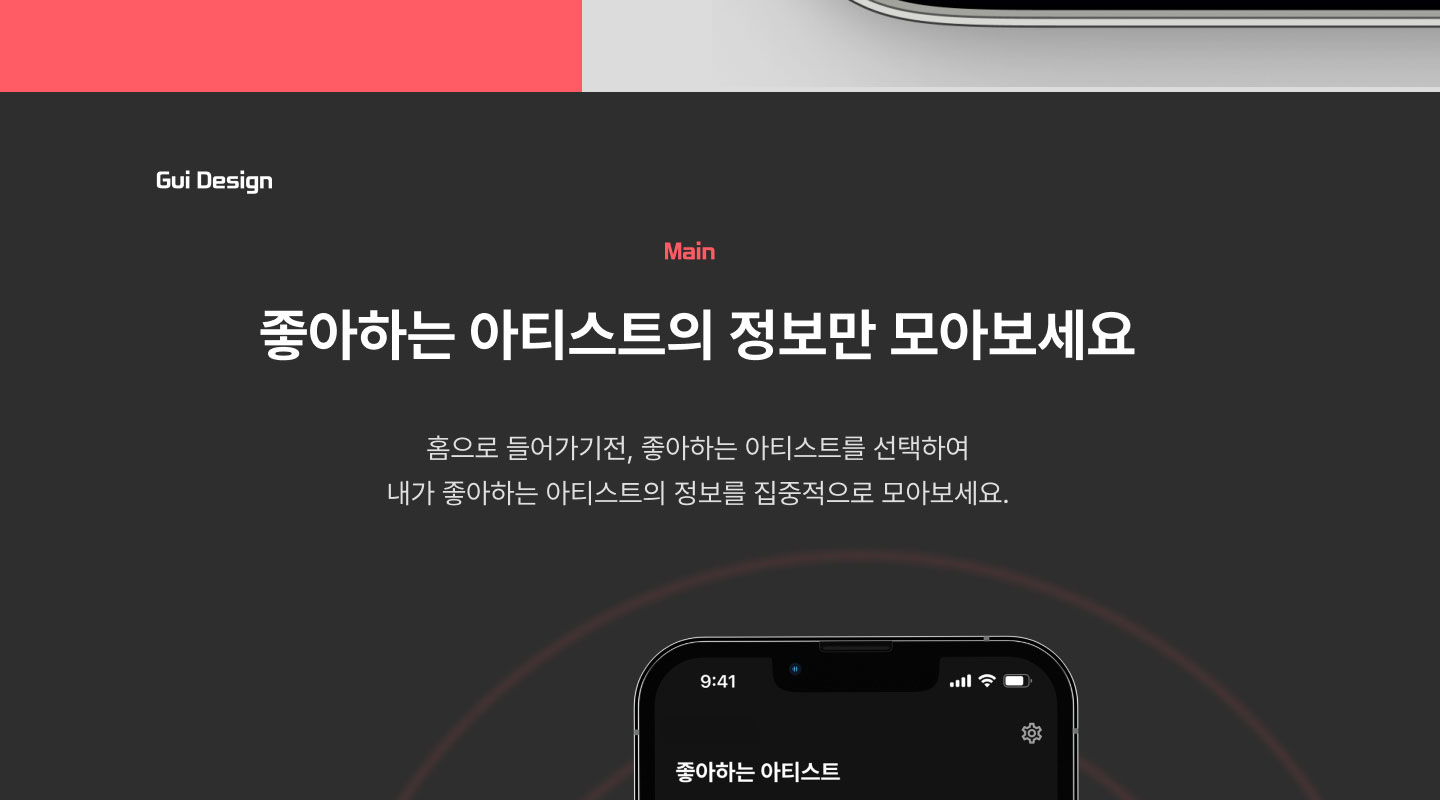 Gui Design
Main
좋아하는 아티스트의 정보만 모아보세요
홈으로 들어가기전, 좋아하는 아티스트를 선택하여
내가 좋아하는 아티스트의 정보를 집중적으로 모아보세요.
9:41
좋아하는 아티스트